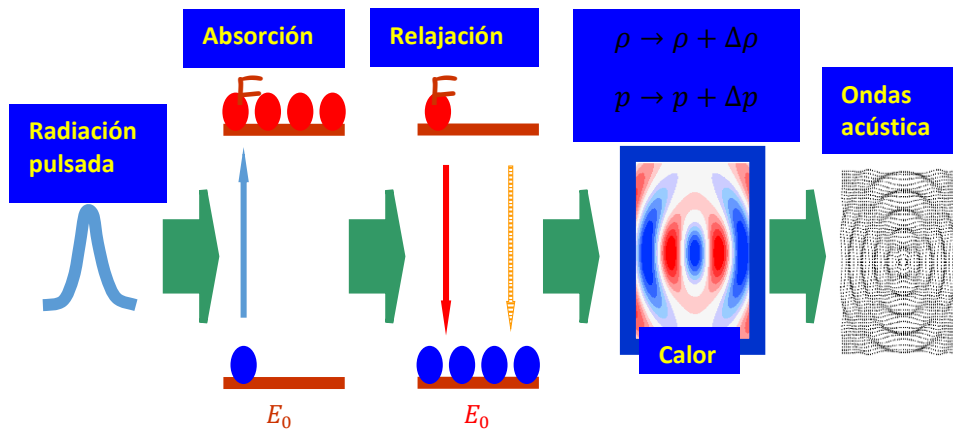 Radiación
pulsada
Absorción
E
E₀
Relajación
E
E₀
ρ → ρ + Δρ
p → p + Δp
Calor
Ondas
acústica